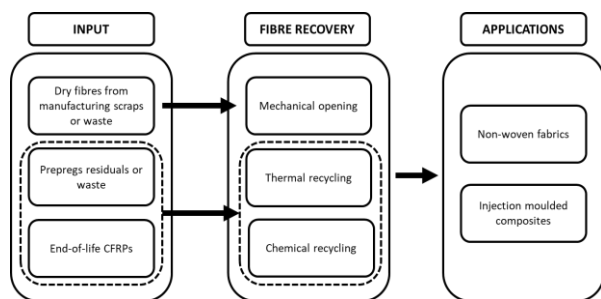 INPUT
FIBRE RECOVERY
APPLICATIONS
Dry fibres from
manufacturing scraps
or waste
Prepregs residuals or
waste
End-of-life CFRPs
Mechanical opening
Thermal recycling
Chemical recycling
Non-woven fabrics
Injection moulded
composites